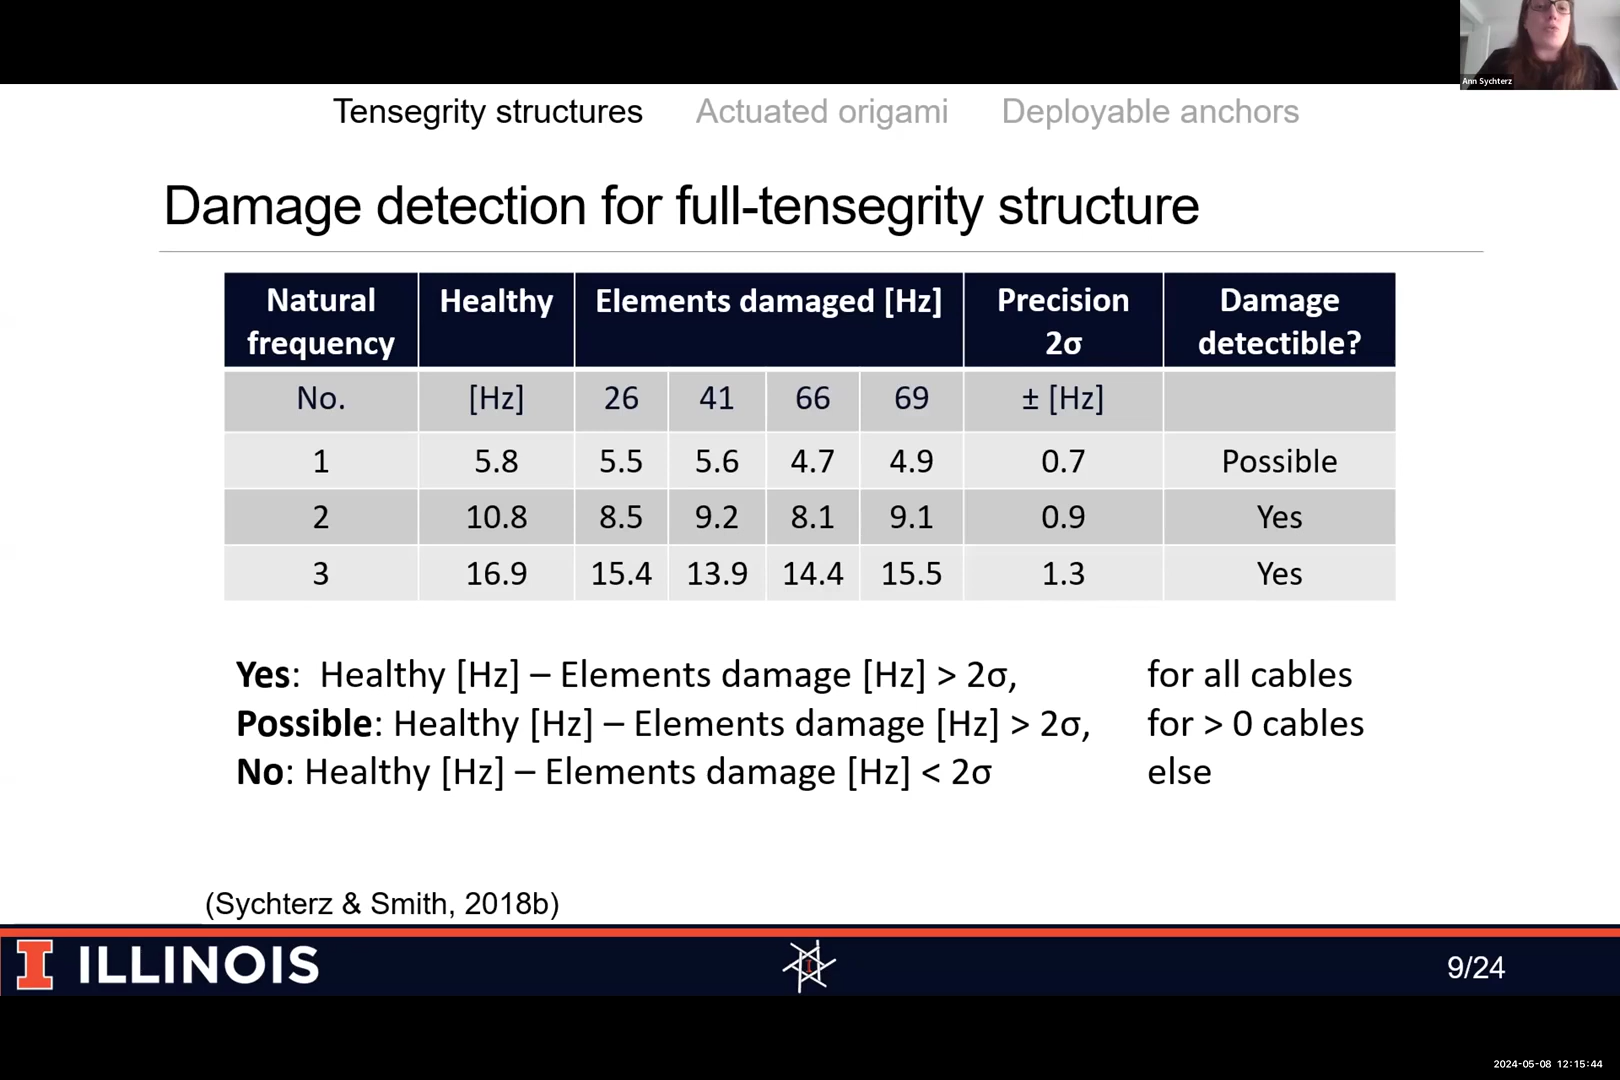 Ann Sychterz
Tensegrity structures Actuated origami Deployable anchors
Damage detection for full-tensegrity structure
Natural frequency Healthy Elements damaged [Hz] Precision 2σ Damage detectible?
No. [Hz] 26 41 66 69 ± [Hz]
1 5.8 5.5 5.6 4.7 4.9 0.7 Possible
2 10.8 8.5 9.2 8.1 9.1 0.9 Yes
3 16.9 15.4 13.9 14.4 15.5 1.3 Yes
Yes: Healthy [Hz] – Elements damage [Hz] > 2σ, for all cables
Possible: Healthy [Hz] – Elements damage [Hz] > 2σ, for > 0 cables
No: Healthy [Hz] – Elements damage [Hz] < 2σ else
(Sychterz & Smith, 2018b)
I ILLINOIS 9/24
2024-05-08 12:15:44